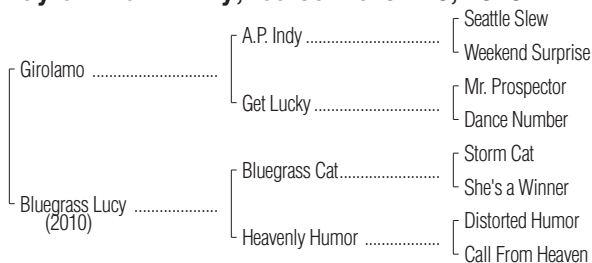 Seattle Slew
A.P. Indy
Weekend Surprise
Girolamo
Mr. Prospector
Get Lucky
Dance Number
Storm Cat
Bluegrass Cat
She's a Winner
Bluegrass Lucy
(2010)
Distorted Humor
Heavenly Humor
Call From Heaven